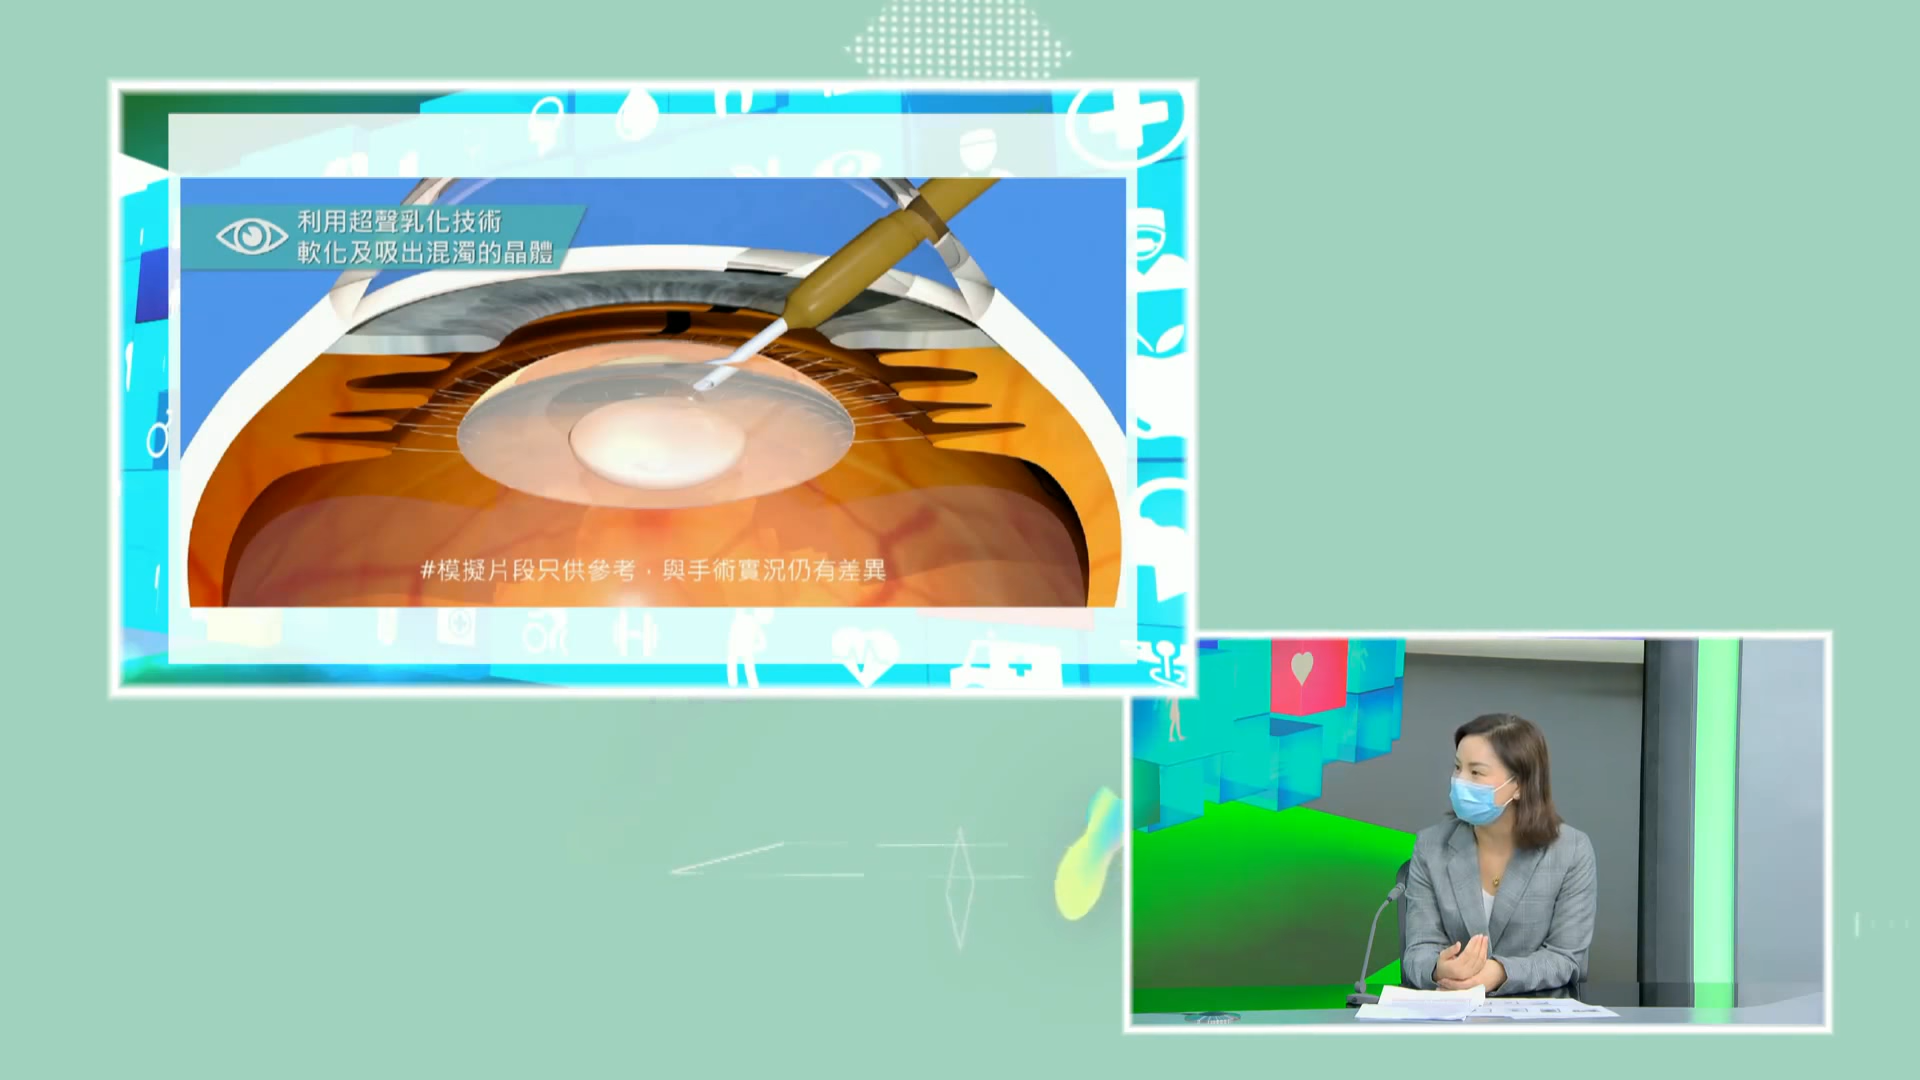 利用超聲乳化技術
軟化及吸出混濁的晶體
#模擬片段只供參考，與手術實況仍有差異